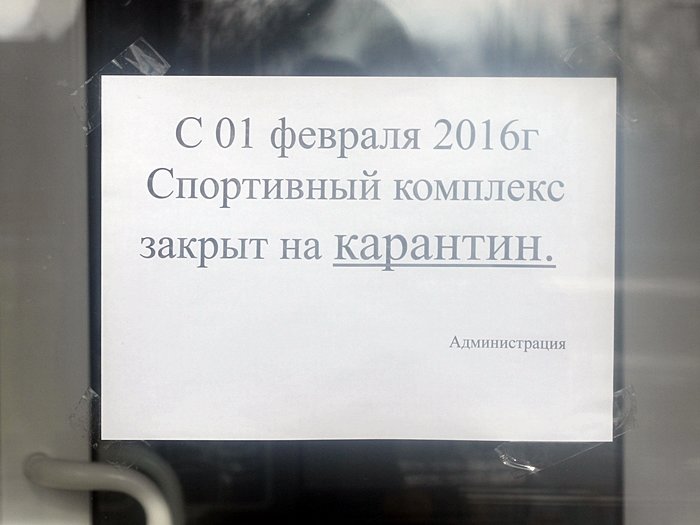 С 01 февраля 2016г
Спортивный комплекс
закрыт на карантин.
Администрация